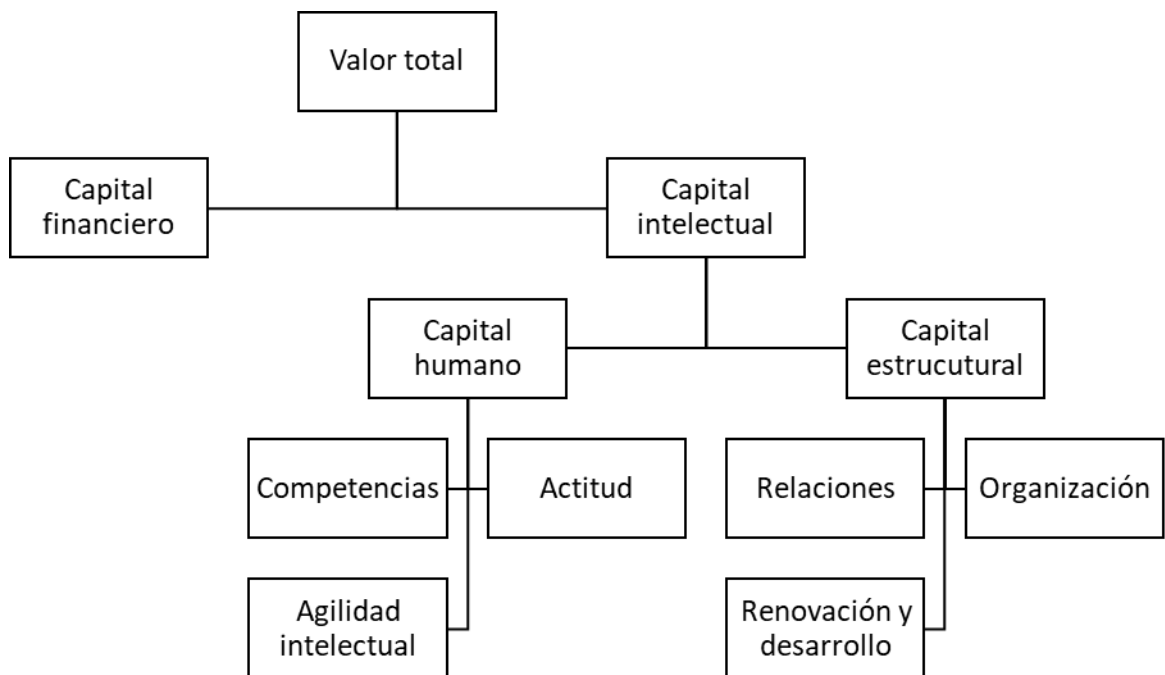 Valor total
Capital
financiero
Capital
intelectual
Capital
humano
Capital
estrucutural
Competencias
Actitud
Relaciones
Organización
Agilidad
intelectual
Renovación y
desarrollo